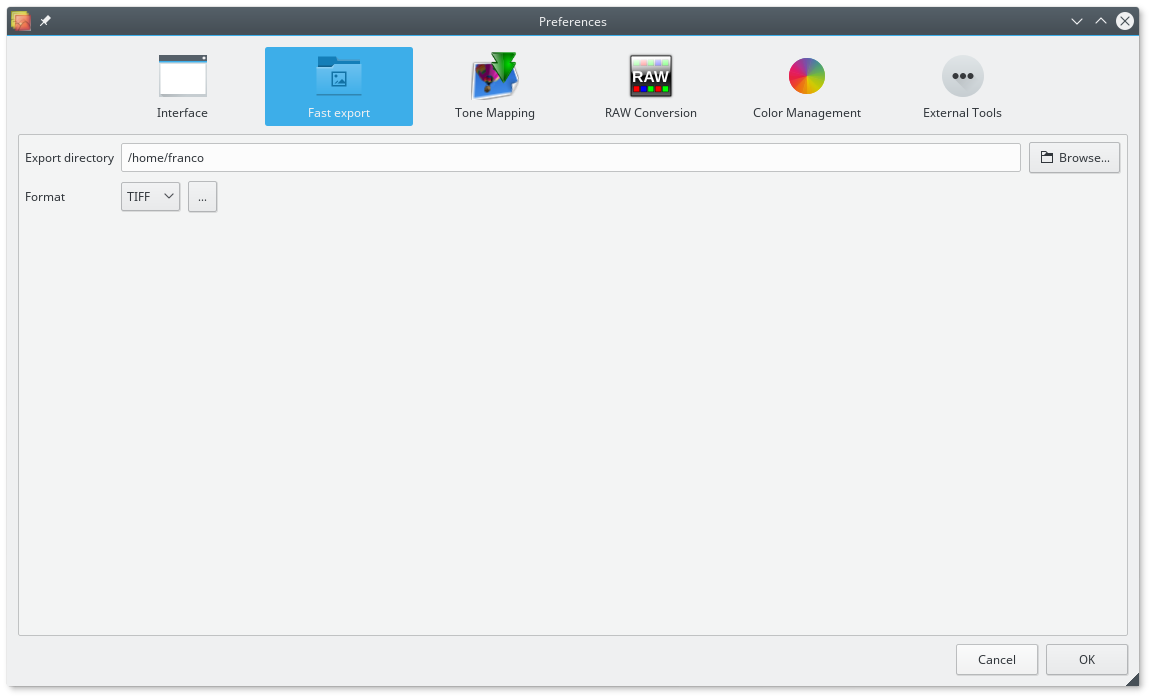 Preferences
Interface
Fast export
Tone Mapping
RAW
RAW Conversion
Color Management
External Tools
Export directory /home/franco Browse...
Format TIFF ...
Cancel OK